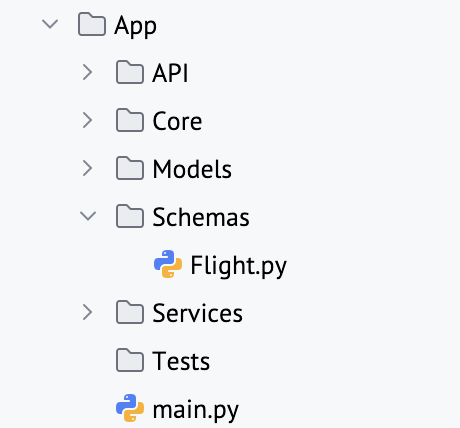 App
API
Core
Models
Schemas
Flight.py
Services
Tests
main.py